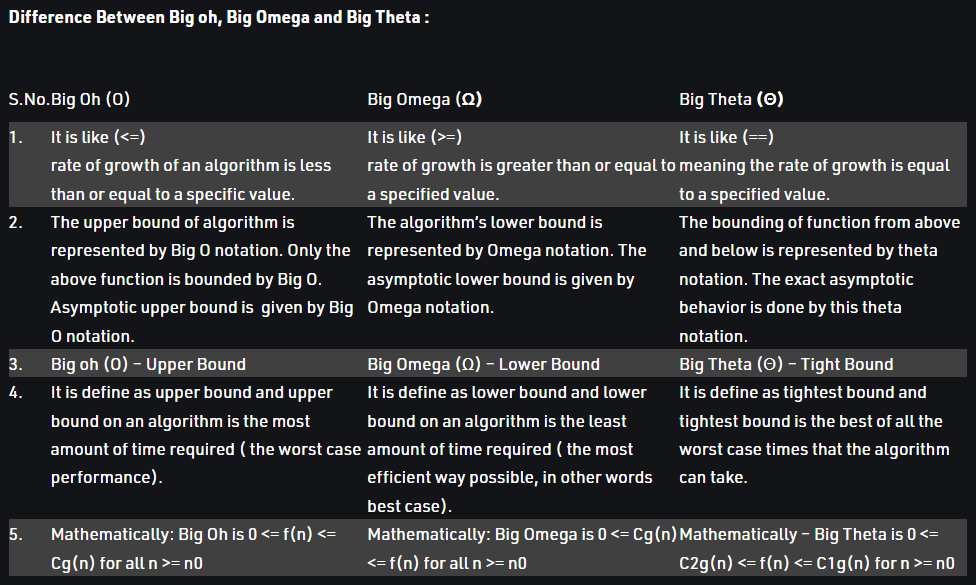 Difference Between Big oh, Big Omega and Big Theta :
S.No. Big Oh (O) Big Omega (Ω) Big Theta (Θ)
1. It is like (<=) It is like (>=) It is like (==)
rate of growth of an algorithm is less rate of growth is greater than or equal to meaning the rate of growth is equal
than or equal to a specific value. a specified value. to a specified value.
2. The upper bound of algorithm is The algorithm’s lower bound is The bounding of function from above
represented by Big O notation. Only the represented by Omega notation. The and below is represented by theta
above function is bounded by Big O. asymptotic lower bound is given by notation. The exact asymptotic
Asymptotic upper bound is given by Big Omega notation. behavior is done by this theta
O notation. notation.
3. Big oh (O) – Upper Bound Big Omega (Ω) – Lower Bound Big Theta (Θ) – Tight Bound
4. It is define as upper bound and upper It is define as lower bound and lower It is define as tightest bound and
bound on an algorithm is the most bound on an algorithm is the least tightest bound is the best of all the
amount of time required ( the worst case amount of time required ( the most worst case times that the algorithm
performance). efficient way possible, in other words can take.
best case).
5. Mathematically: Big Oh is 0 <= f(n) <= Mathematically: Big Omega is 0 <= Cg(n) Mathematically – Big Theta is 0 <=
Cg(n) for all n >= n0 <= f(n) for all n >= n0 C2g(n) <= f(n) <= C1g(n) for n >= n0